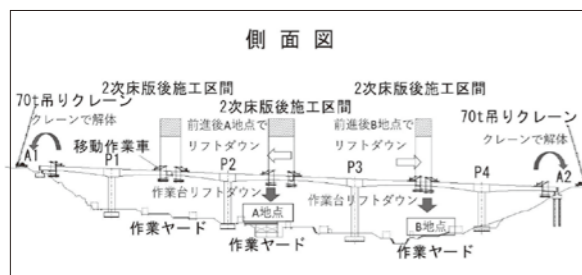 側面図
2次床版後施工区間
2次床版後施工区間
2次床版後施工区間
70t吊りクレーン
70t吊りクレーン
クレーンで解体
前進後A地点で
リフトダウン
前進後B地点で
リフトダウン
クレーンで解体
A1
移動作業車
P1
P2
P3
P4
A2
作業台リフトダウン
作業台リフトダウン
A地点
B地点
作業ヤード
作業ヤード
作業ヤード
作業ヤード